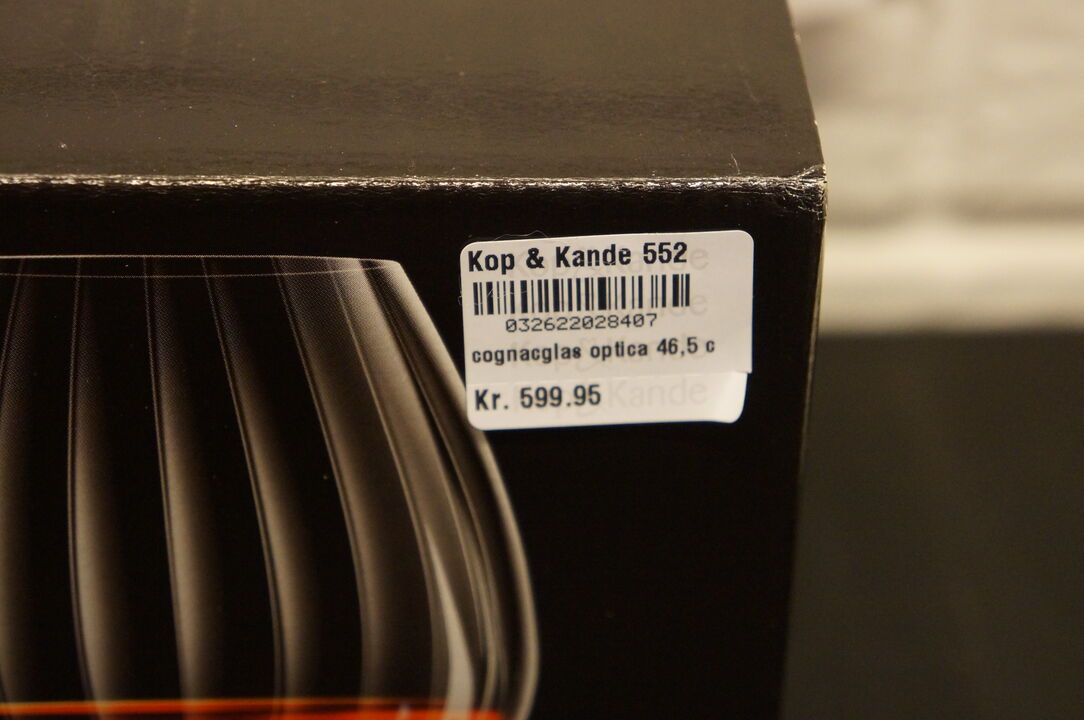 Kop & Kande 552
032622028407
cognacglas optica 46,5 c
Kr. 599.95